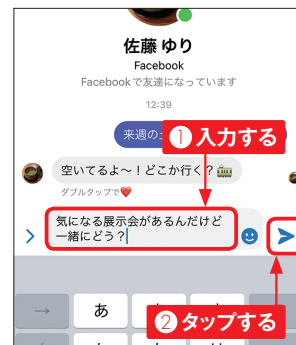 佐藤 ゆり
Facebook
Facebookで友達になっています
12:39
来週の
❶入力する
空いてるよ〜！どこか行く？🚃
ダブルタップで❤️
気になる展示会があるんだけど
一緒にどう？
→
あ
❷タップする